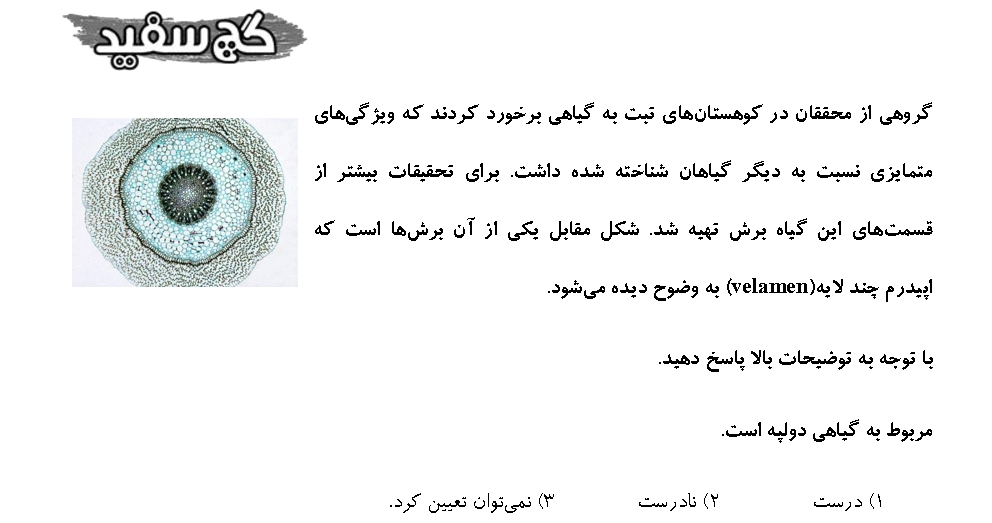 گچ سفید
گروهی از محققان در کوهستان‌های تبت به گیاهی برخورد کردند که ویژگی‌های
متمایزی نسبت به دیگر گیاهان شناخته شده داشت. برای تحقیقات بیشتر از
قسمت‌های این گیاه برش تهیه شد. شکل مقابل یکی از آن برش‌ها است که
اپیدرم چند لایه(velamen) به وضوح دیده می‌شود.
با توجه به توضیحات بالا پاسخ دهید.
مربوط به گیاهی دولپه است.
۱) درست ۲) نادرست ۳) نمی‌توان تعیین کرد.